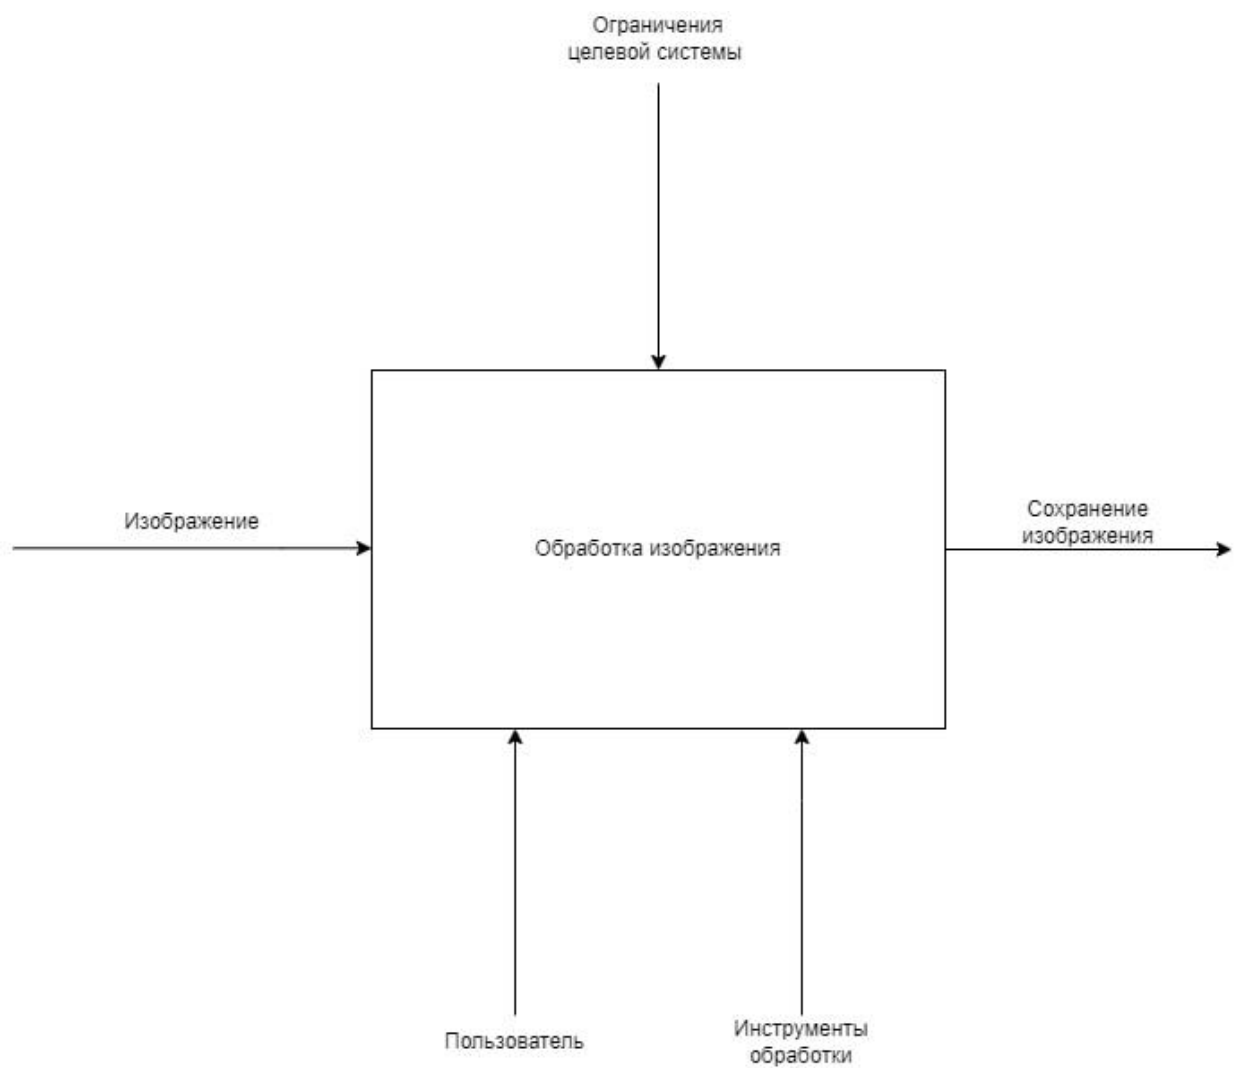 Ограничения
целевой системы
Изображение
Обработка изображения
Сохранение
изображения
Пользователь
Инструменты
обработки